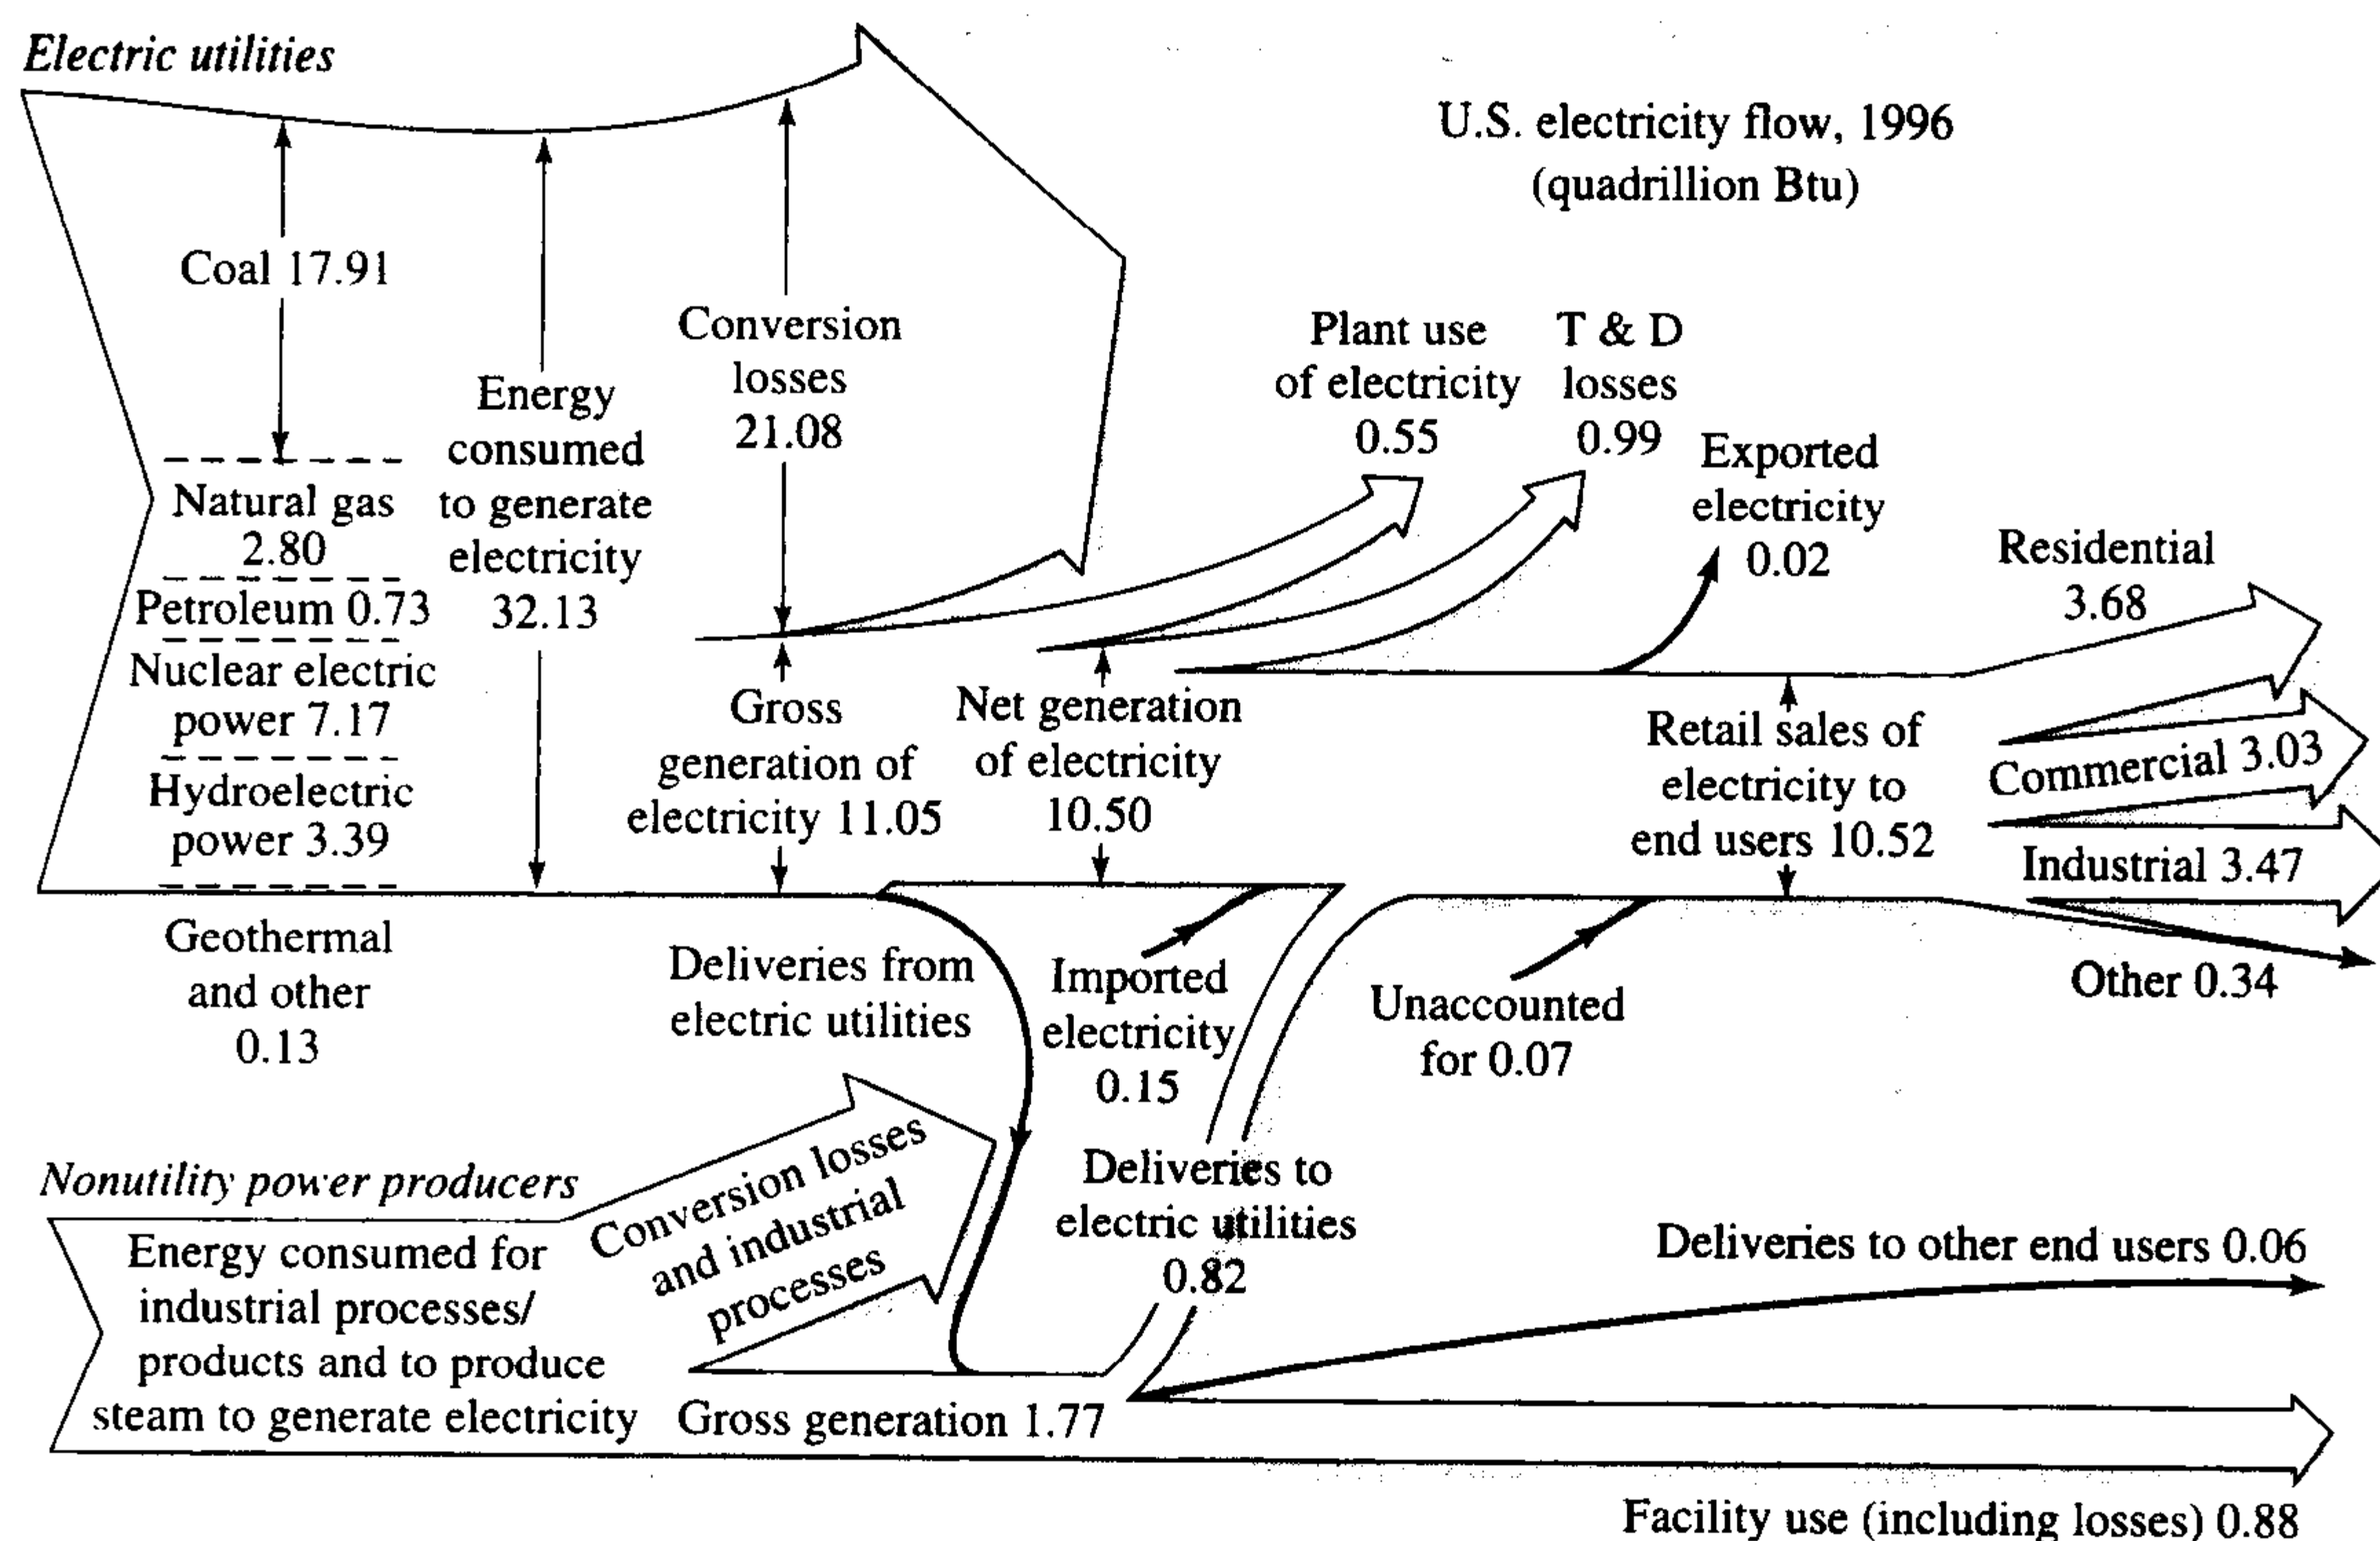 Electric utilities
U.S. electricity flow, 1996
(quadrillion Btu)
Coal 17.91
Natural gas
2.80
Petroleum 0.73
Nuclear electric
power 7.17
Hydroelectric
power 3.39
Geothermal
and other
0.13
Energy
consumed
to generate
electricity
32.13
Conversion
losses
21.08
Gross
generation of
electricity 11.05
Net generation
of electricity
10.50
Plant use
of electricity
0.55
T & D
losses
0.99
Exported
electricity
0.02
Retail sales of
electricity to
end users 10.52
Residential
3.68
Commercial 3.03
Industrial 3.47
Other 0.34
Deliveries from
electric utilities
Imported
electricity
0.15
Unaccounted
for 0.07
Nonutility power producers
Energy consumed for
industrial processes/
products and to produce
steam to generate electricity
Conversion losses
and industrial
processes
Gross generation 1.77
Deliveries to
electric utilities
0.82
Deliveries to other end users 0.06
Facility use (including losses) 0.88